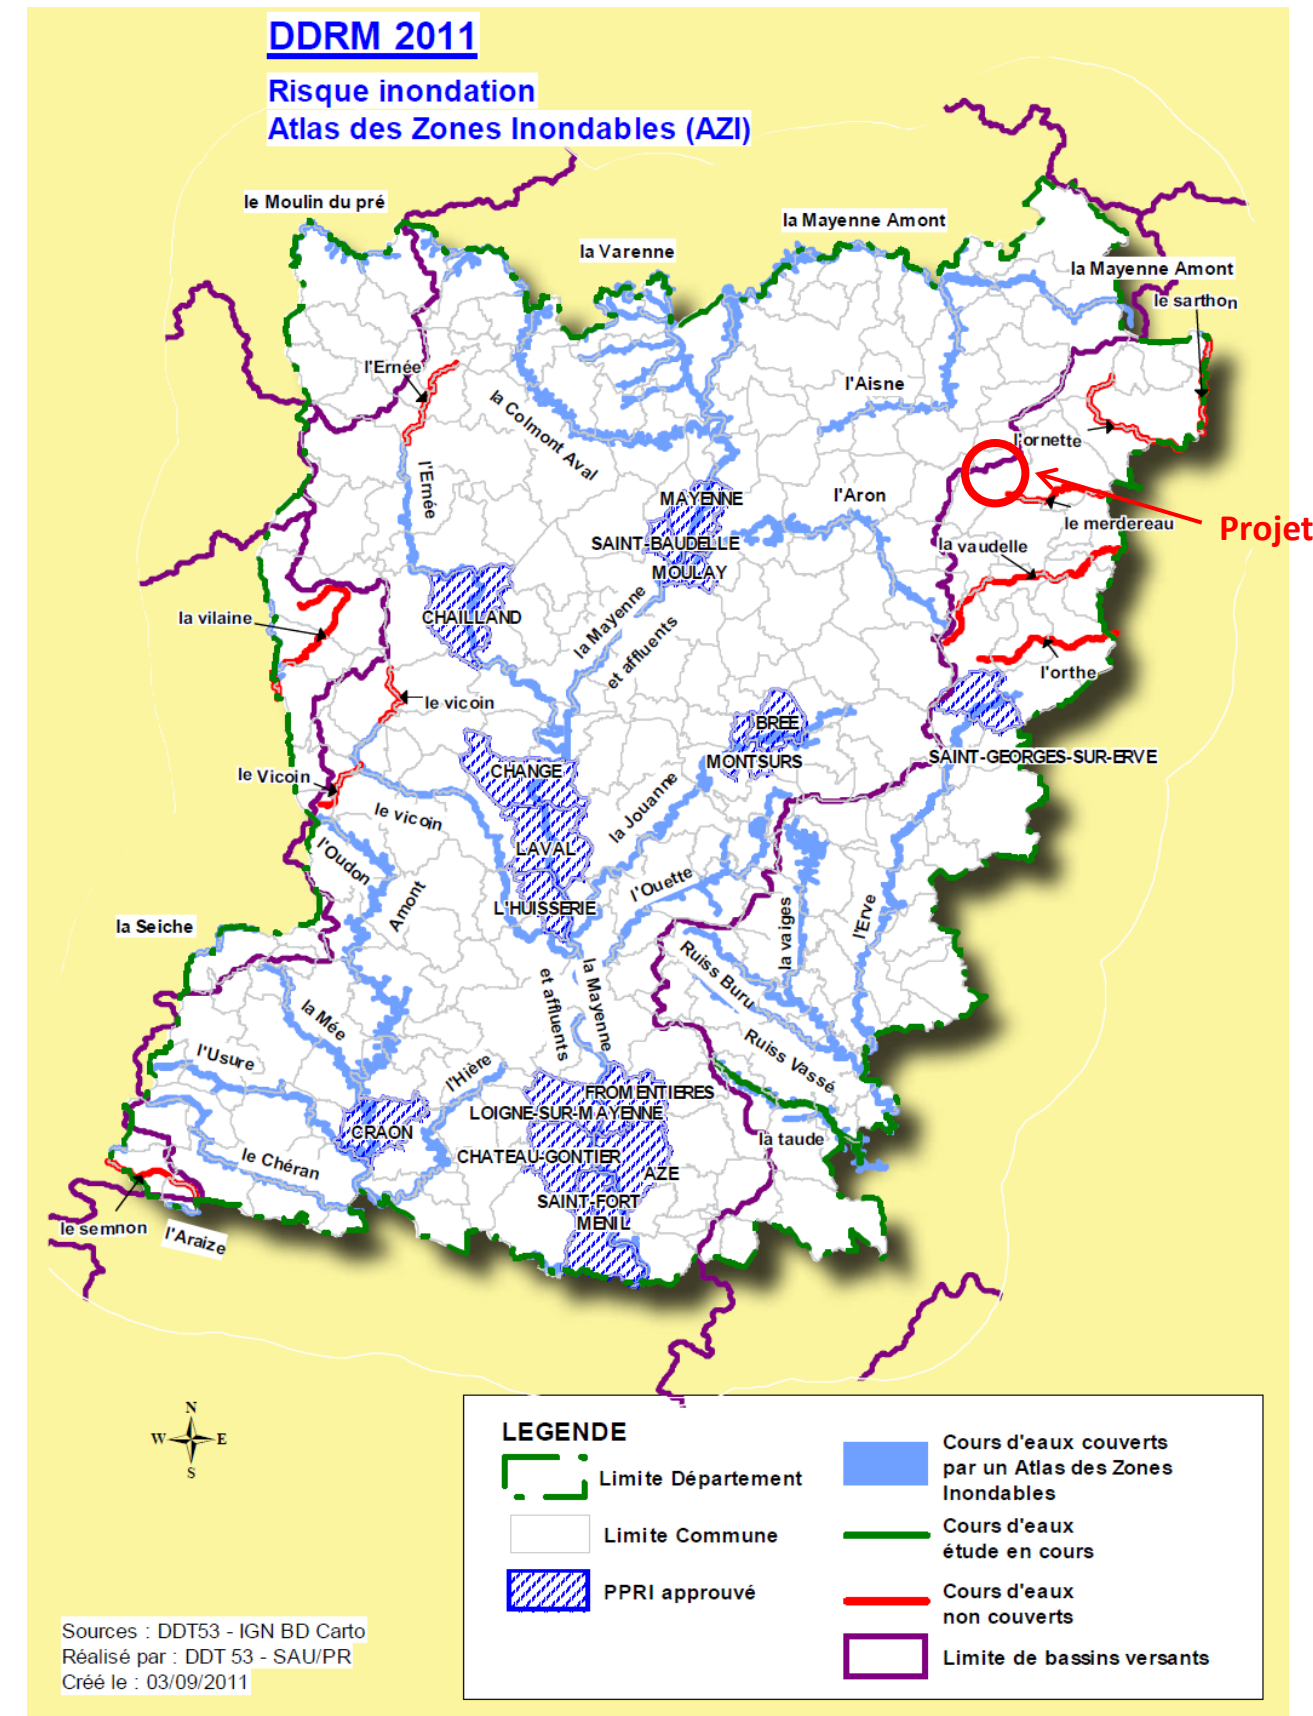 DDRM 2011
Risque inondation
Atlas des Zones Inondables (AZI)
le Moulin du pré
la Varenne
la Mayenne Amont
la Mayenne Amont
le sarthon
l'Ernée
la Colmont Aval
l'Aisne
l'ornette
l'Ernée
MAYENNE
l'Aron
le merdereau
Projet
SAINT-BAUDELLE
la vaudelle
MOULAY
la vilaine
CHAILLAND
la Mayenne
et affluents
l'orthe
le vicoin
BREE
MONTSURS
SAINT-GEORGES-SUR-ERVE
CHANGE
le Vicoin
le vicoin
la Jouanne
l'Oudon
Amont
LAVAL
l'Ouette
L'HUISSERIE
la Seiche
la vaiges
l'Erve
Ruiss Buru
la Mayenne
et affluents
la Mée
l'Usure
l'Hière
Ruiss Vassé
FROMENTIERES
LOIGNE-SUR-MAYENNE
CRAON
la taude
CHATEAU-GONTIER
le Chéran
AZE
SAINT-FORT
MENIL
le semnon
l'Araize
N
W
E
S
LEGENDE
Limite Département
Limite Commune
PPRI approuvé
Cours d'eaux couverts
par un Atlas des Zones
Inondables
Cours d'eaux
étude en cours
Cours d'eaux
non couverts
Limite de bassins versants
Sources : DDT53 - IGN BD Carto
Réalisé par : DDT 53 - SAU/PR
Créé le : 03/09/2011